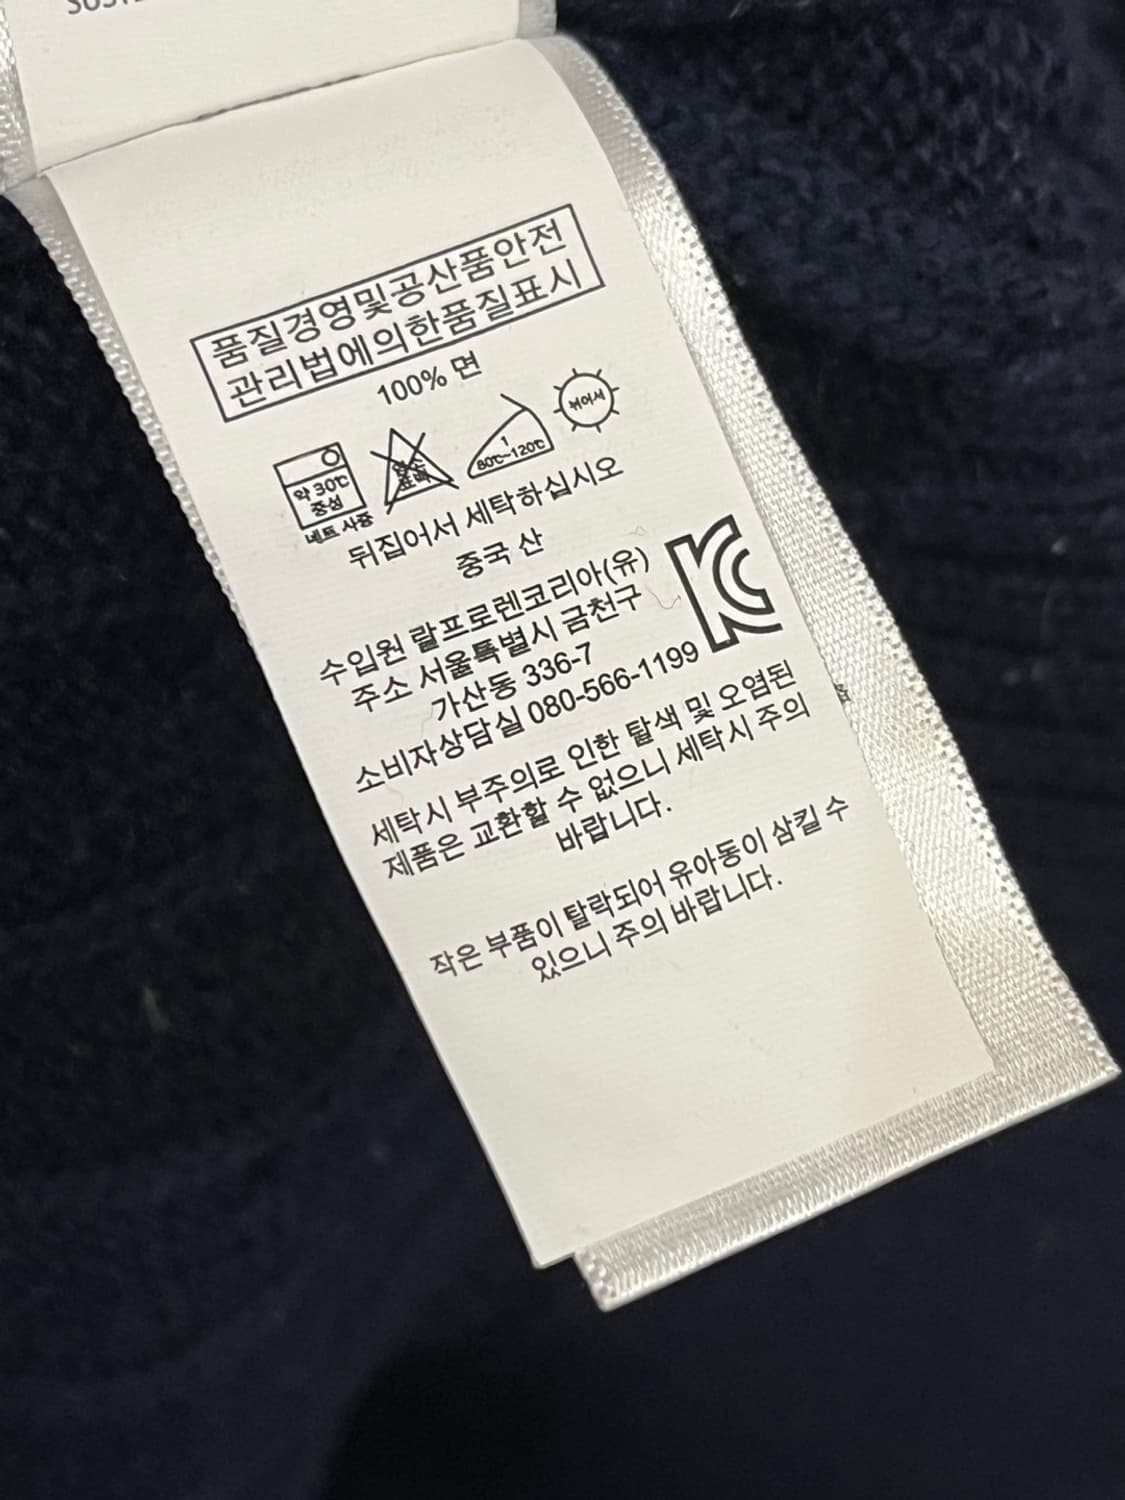 품질경영및공산품안전
관리법에의한품질표시
100% 면
약 30℃
중성
네트 사용
염소
표백
1
80℃~120℃
뉘어서
뒤집어서 세탁하십시오
중국 산
수입원 랄프로렌코리아(유)
주소 서울특별시 금천구
가산동 336-7
소비자상담실 080-566-1199
세탁시 부주의로 인한 탈색 및 오염된
제품은 교환할 수 없으니 세탁시 주의
바랍니다.
작은 부품이 탈락되어 유아동이 삼킬 수
있으니 주의 바랍니다.